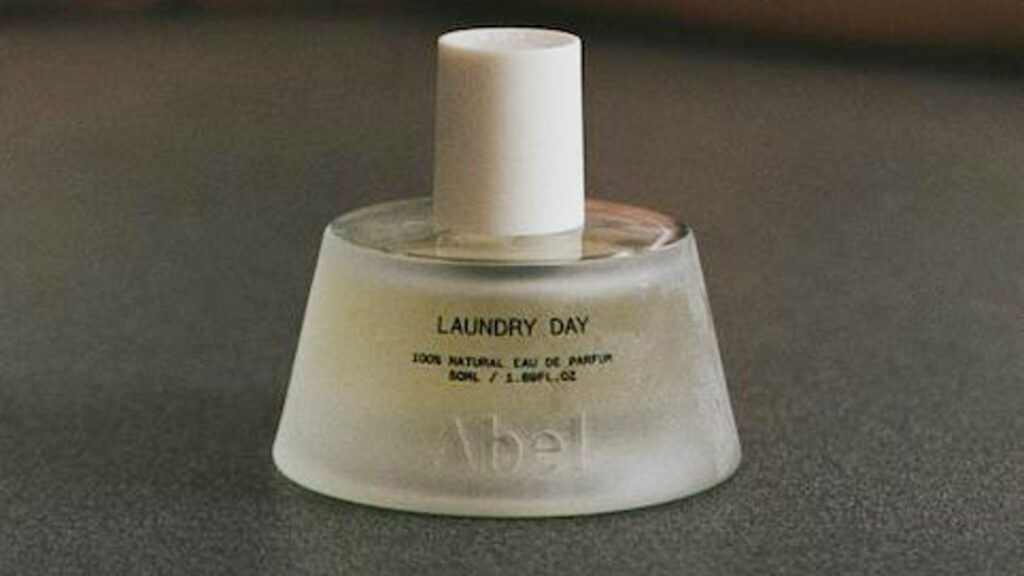 LAUNDRY DAY
100% NATURAL EAU DE PARFUM
50ML / 1.69FL.OZ
Abel